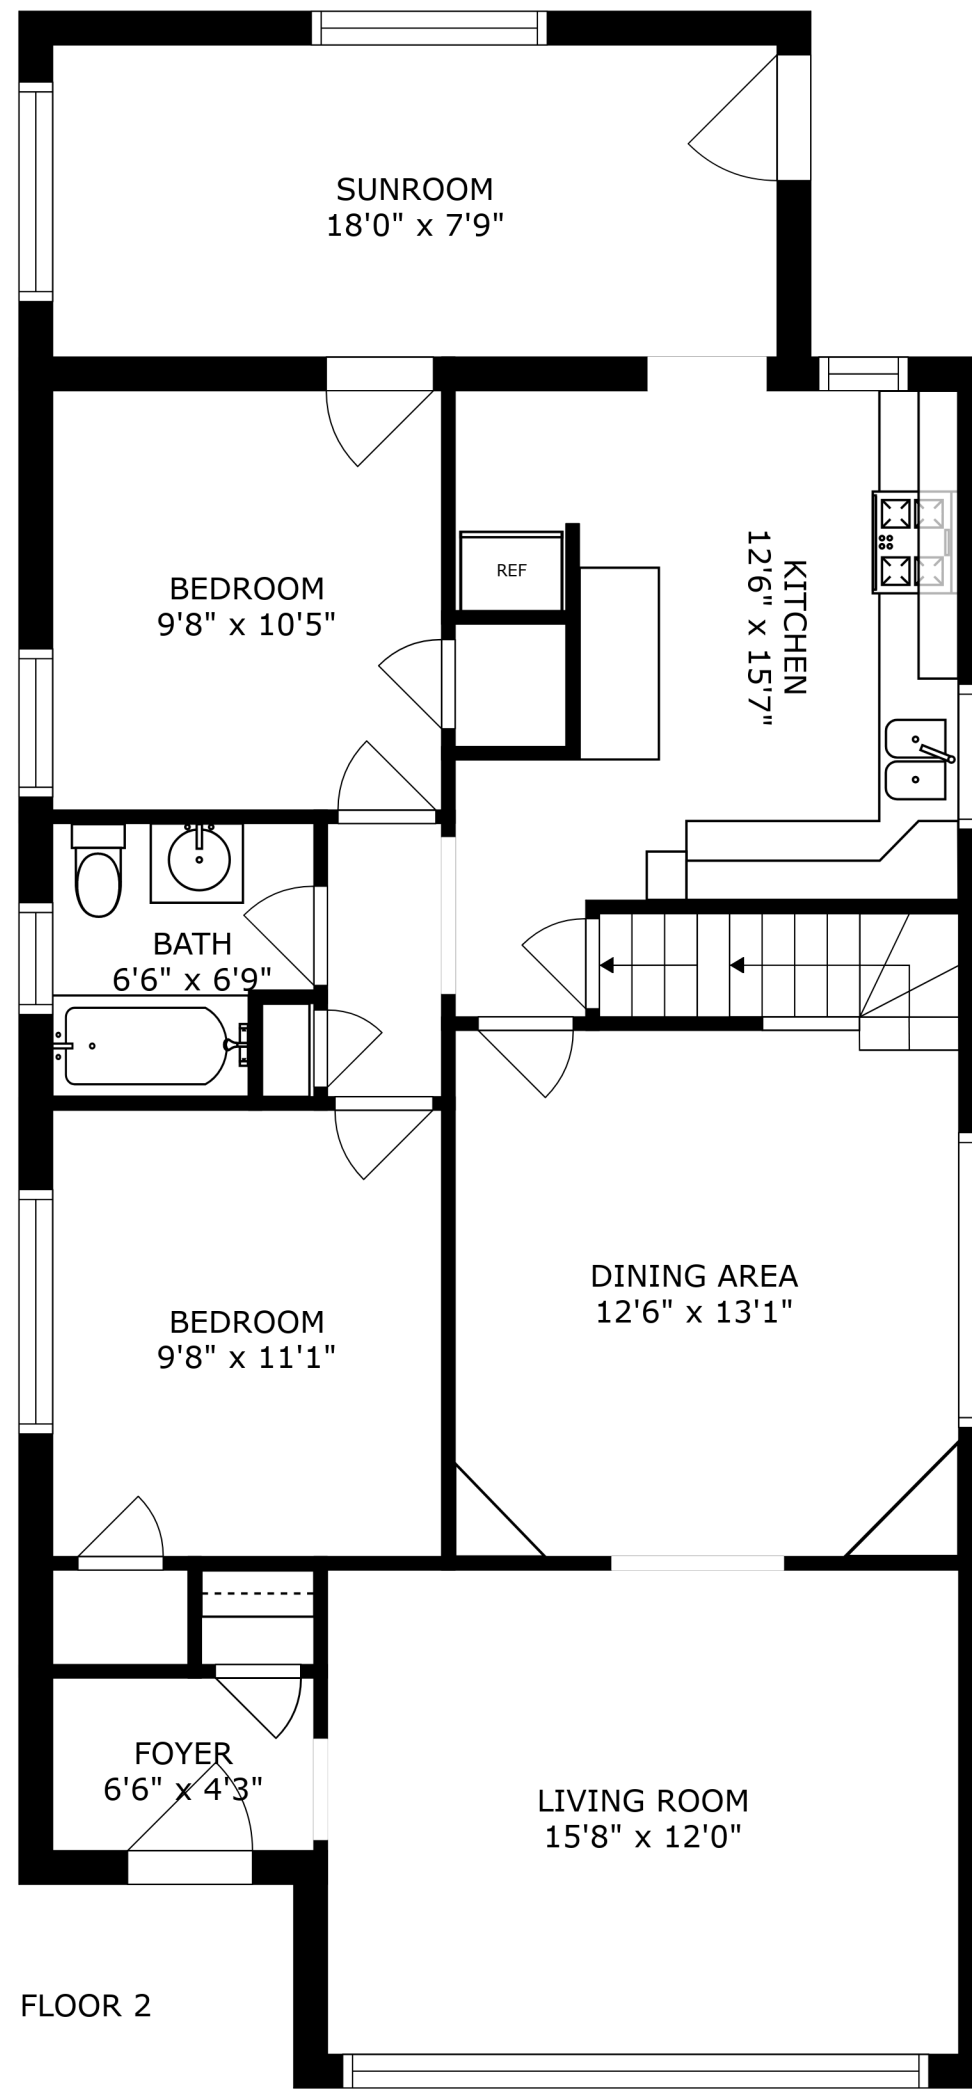 SUNROOM
18'0" x 7'9"
BEDROOM
9'8" x 10'5"
REF
KITCHEN
12'6" x 15'7"
BATH
6'6" x 6'9"
DINING AREA
12'6" x 13'1"
BEDROOM
9'8" x 11'1"
FOYER
6'6" x 4'3"
LIVING ROOM
15'8" x 12'0"
FLOOR 2